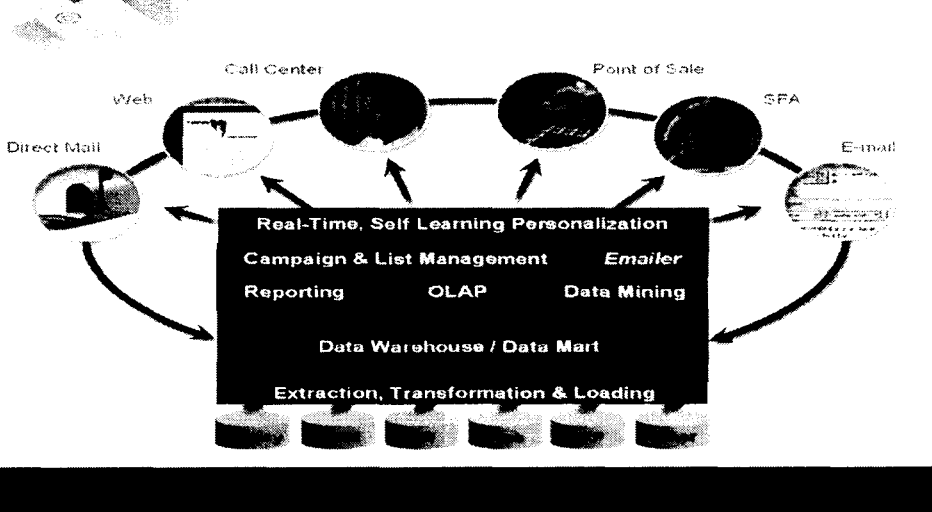 Call Center
Point of Sale
Web
SFA
Direct Mail
E-mail
Real-Time, Self Learning Personalization
Campaign & List Management Emailer
Reporting OLAP Data Mining
Data Warehouse / Data Mart
Extraction, Transformation & Loading